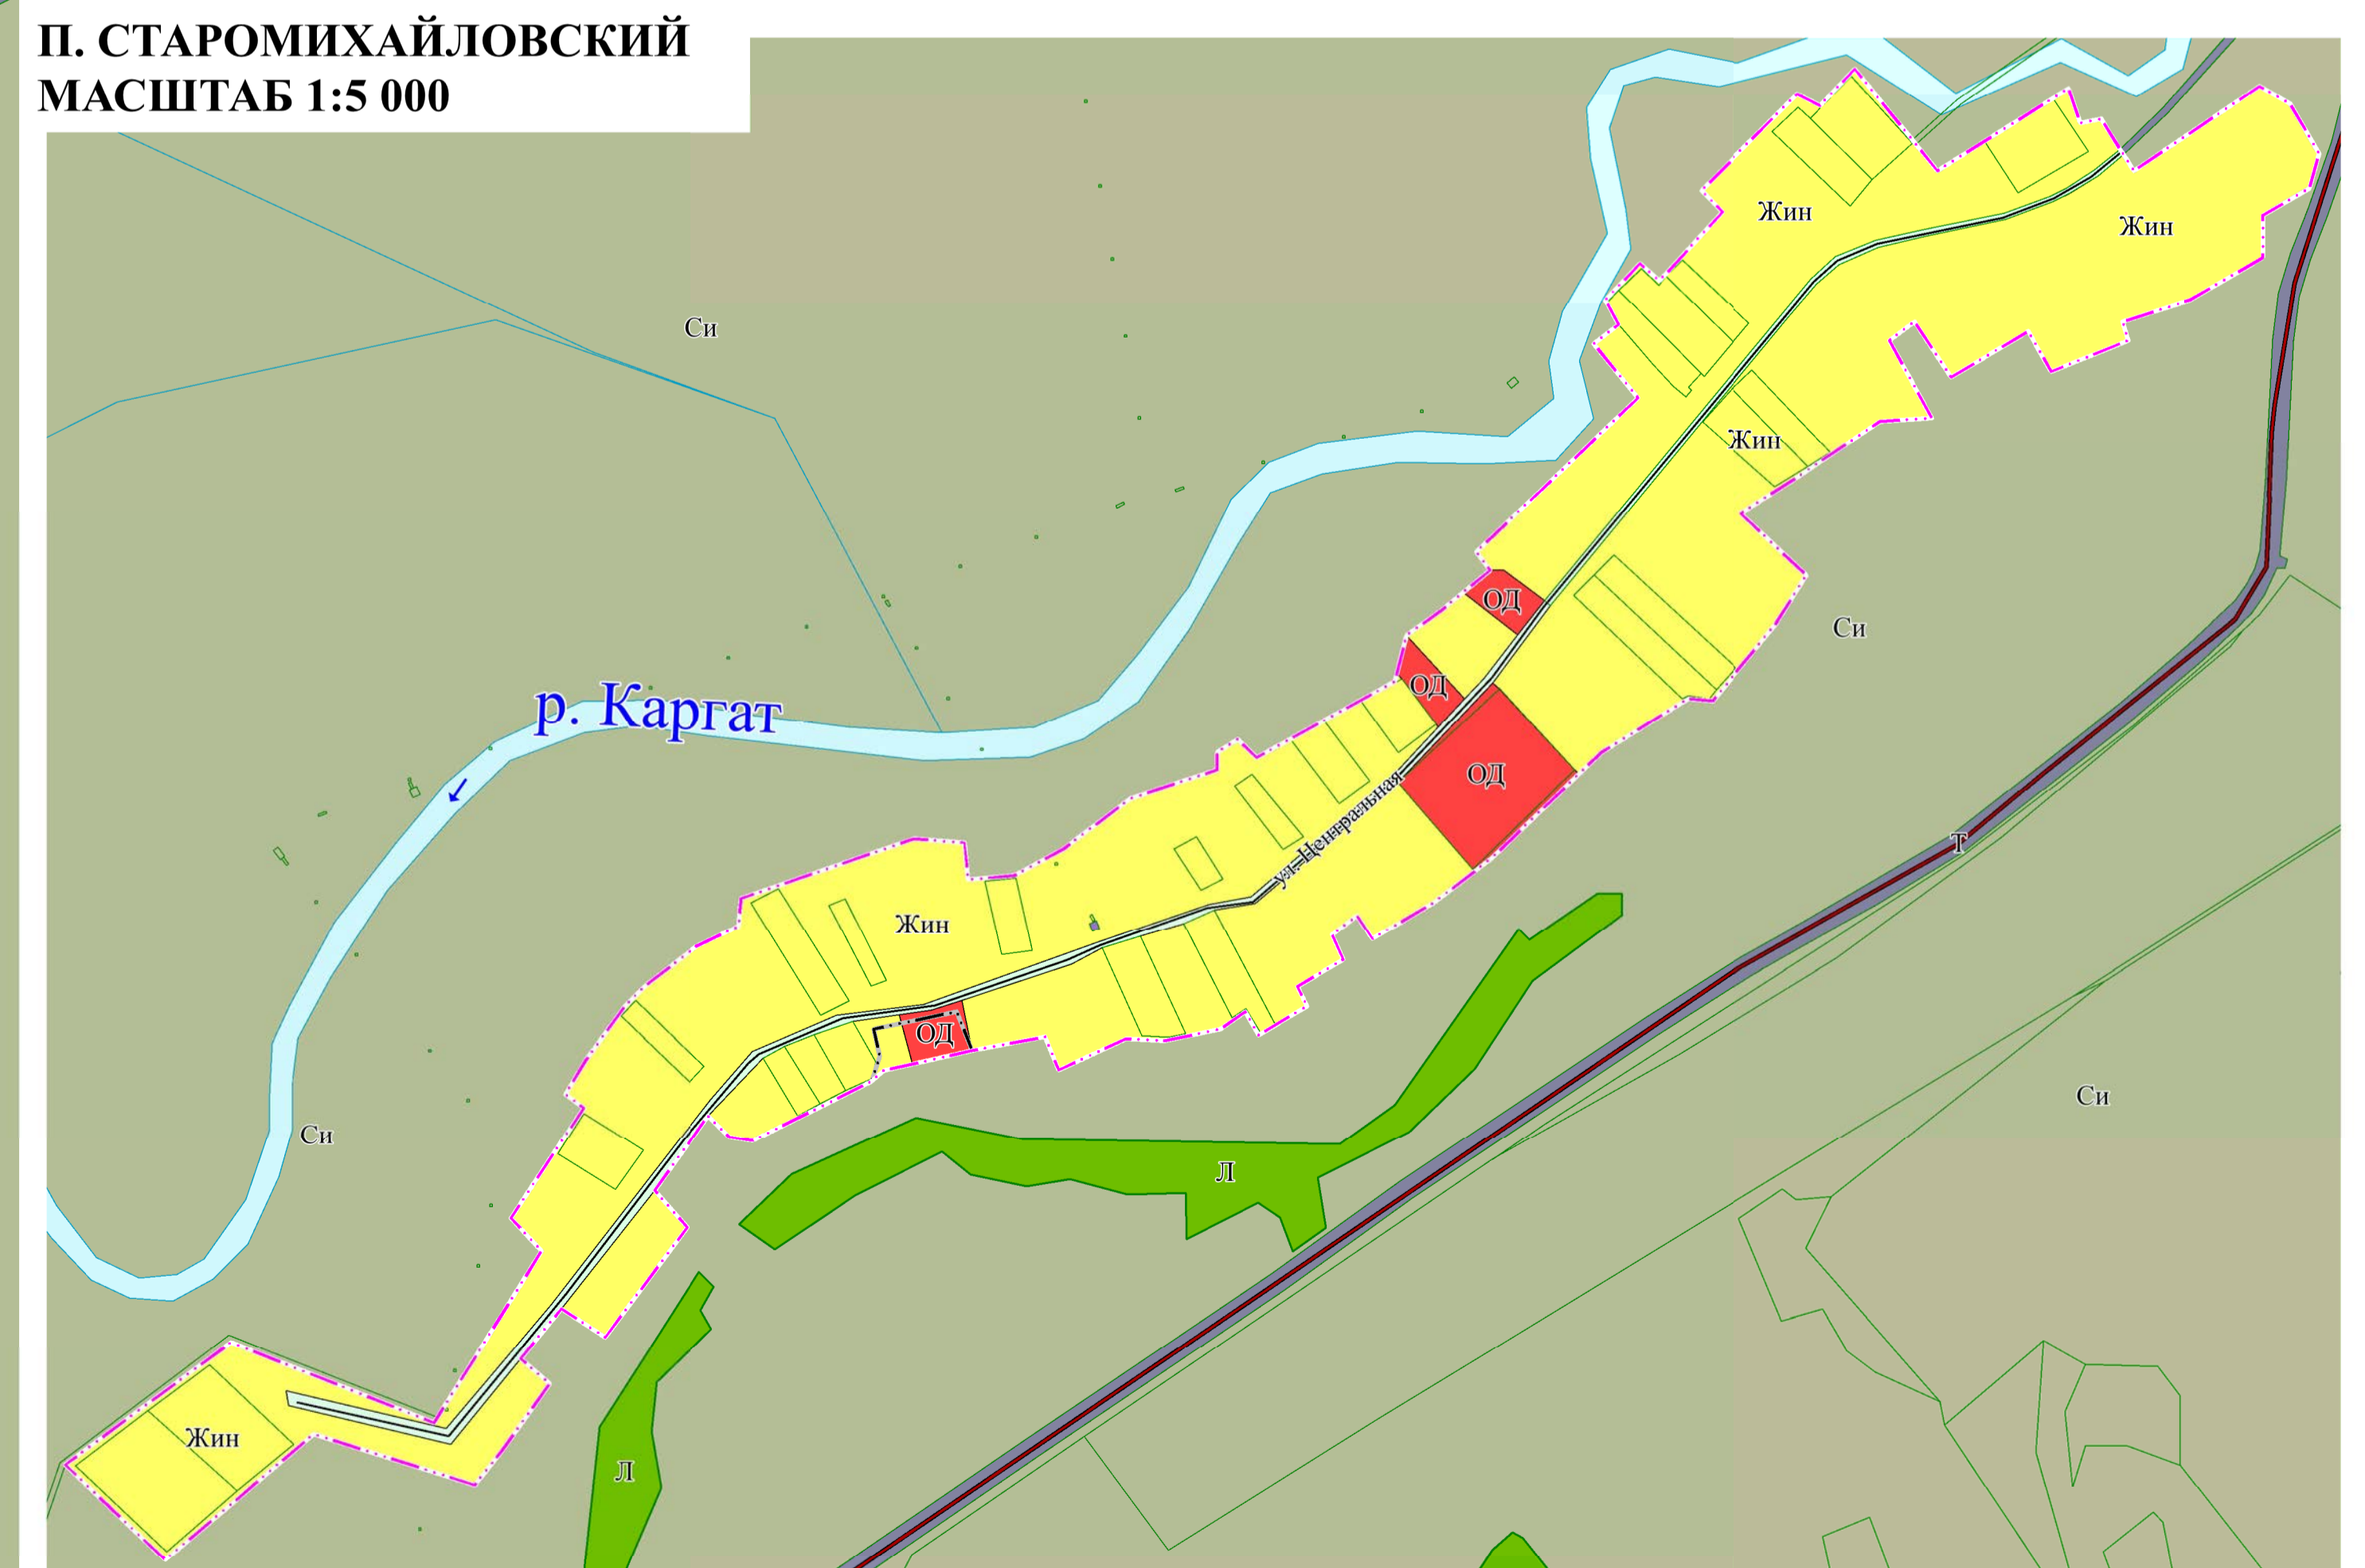 П. СТАРОМИХАЙЛОВСКИЙ
МАСШТАБ 1:5 000
Жин
Жин
Си
Жин
ОД
Си
ОД
р. Каргат
ОД
ул. Центральная
Т
Жин
ОД
Си
Си
Л
Жин
Л